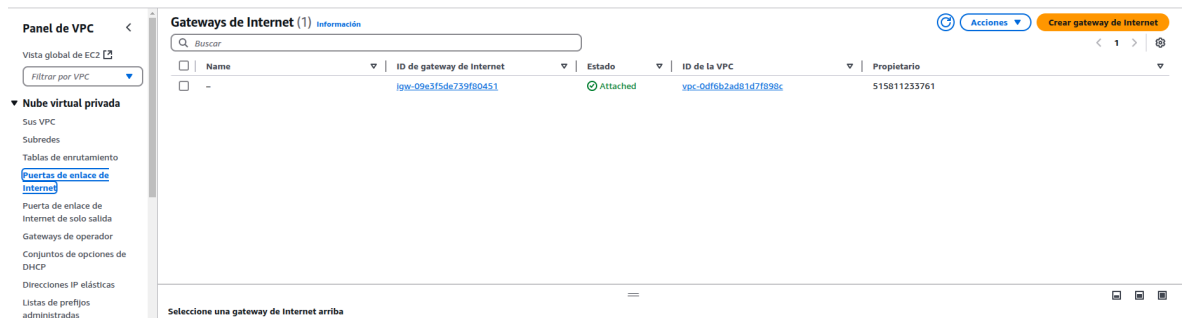 Panel de VPC
Vista global de EC2
Filtrar por VPC
Nube virtual privada
Sus VPC
Subredes
Tablas de enrutamiento
Puertas de enlace de
Internet
Puerta de enlace de
Internet de solo salida
Gateways de operador
Conjuntos de opciones de
DHCP
Direcciones IP elásticas
Listas de prefijos
administradas
Gateways de Internet (1) Información
Acciones
Crear gateway de Internet
Buscar
1
Name ID de gateway de Internet Estado ID de la VPC Propietario
– igw-09e3f5de739f80451 Attached vpc-0df6b2ad81d7f898c 515811233761
Seleccione una gateway de Internet arriba